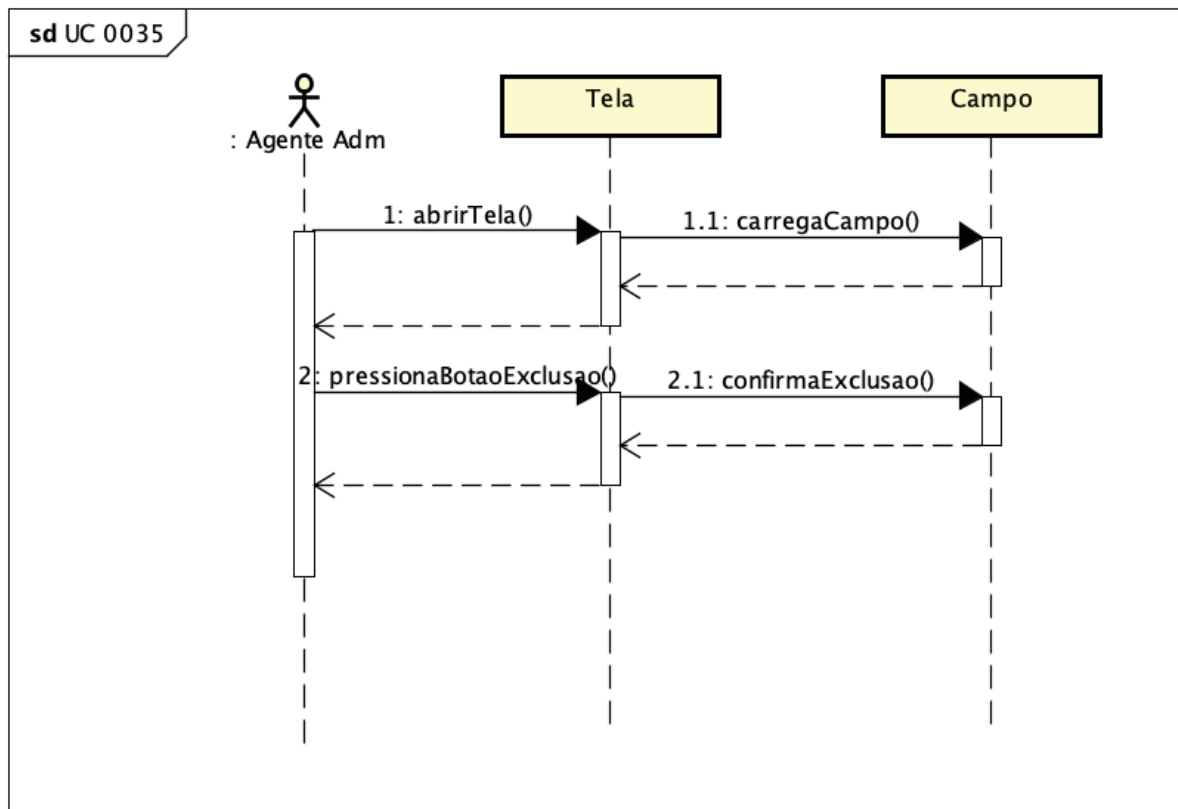 sd UC 0035
: Agente Adm
Tela
Campo
1: abrirTela()
1.1: carregaCampo()
2: pressionaBotaoExclusao()
2.1: confirmaExclusao()